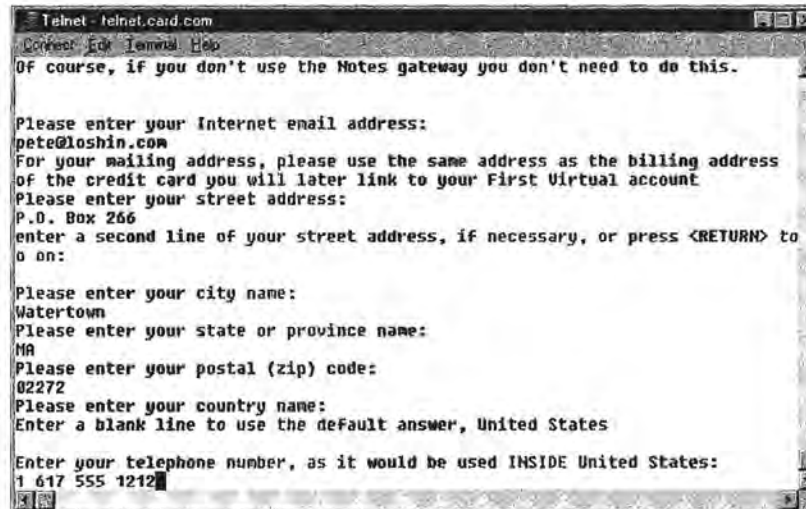 Telnet - telnet.card.com
Connect Edit Terminal Help
Of course, if you don't use the Notes gateway you don't need to do this.
Please enter your Internet email address:
pete@loshin.com
For your mailing address, please use the same address as the billing address
of the credit card you will later link to your First Virtual account
Please enter your street address:
P.O. Box 266
enter a second line of your street address, if necessary, or press <RETURN> to
o on:
Please enter your city name:
Watertown
Please enter your state or province name:
MA
Please enter your postal (zip) code:
02272
Please enter your country name:
Enter a blank line to use the default answer, United States
Enter your telephone number, as it would be used INSIDE United States:
1 617 555 1212